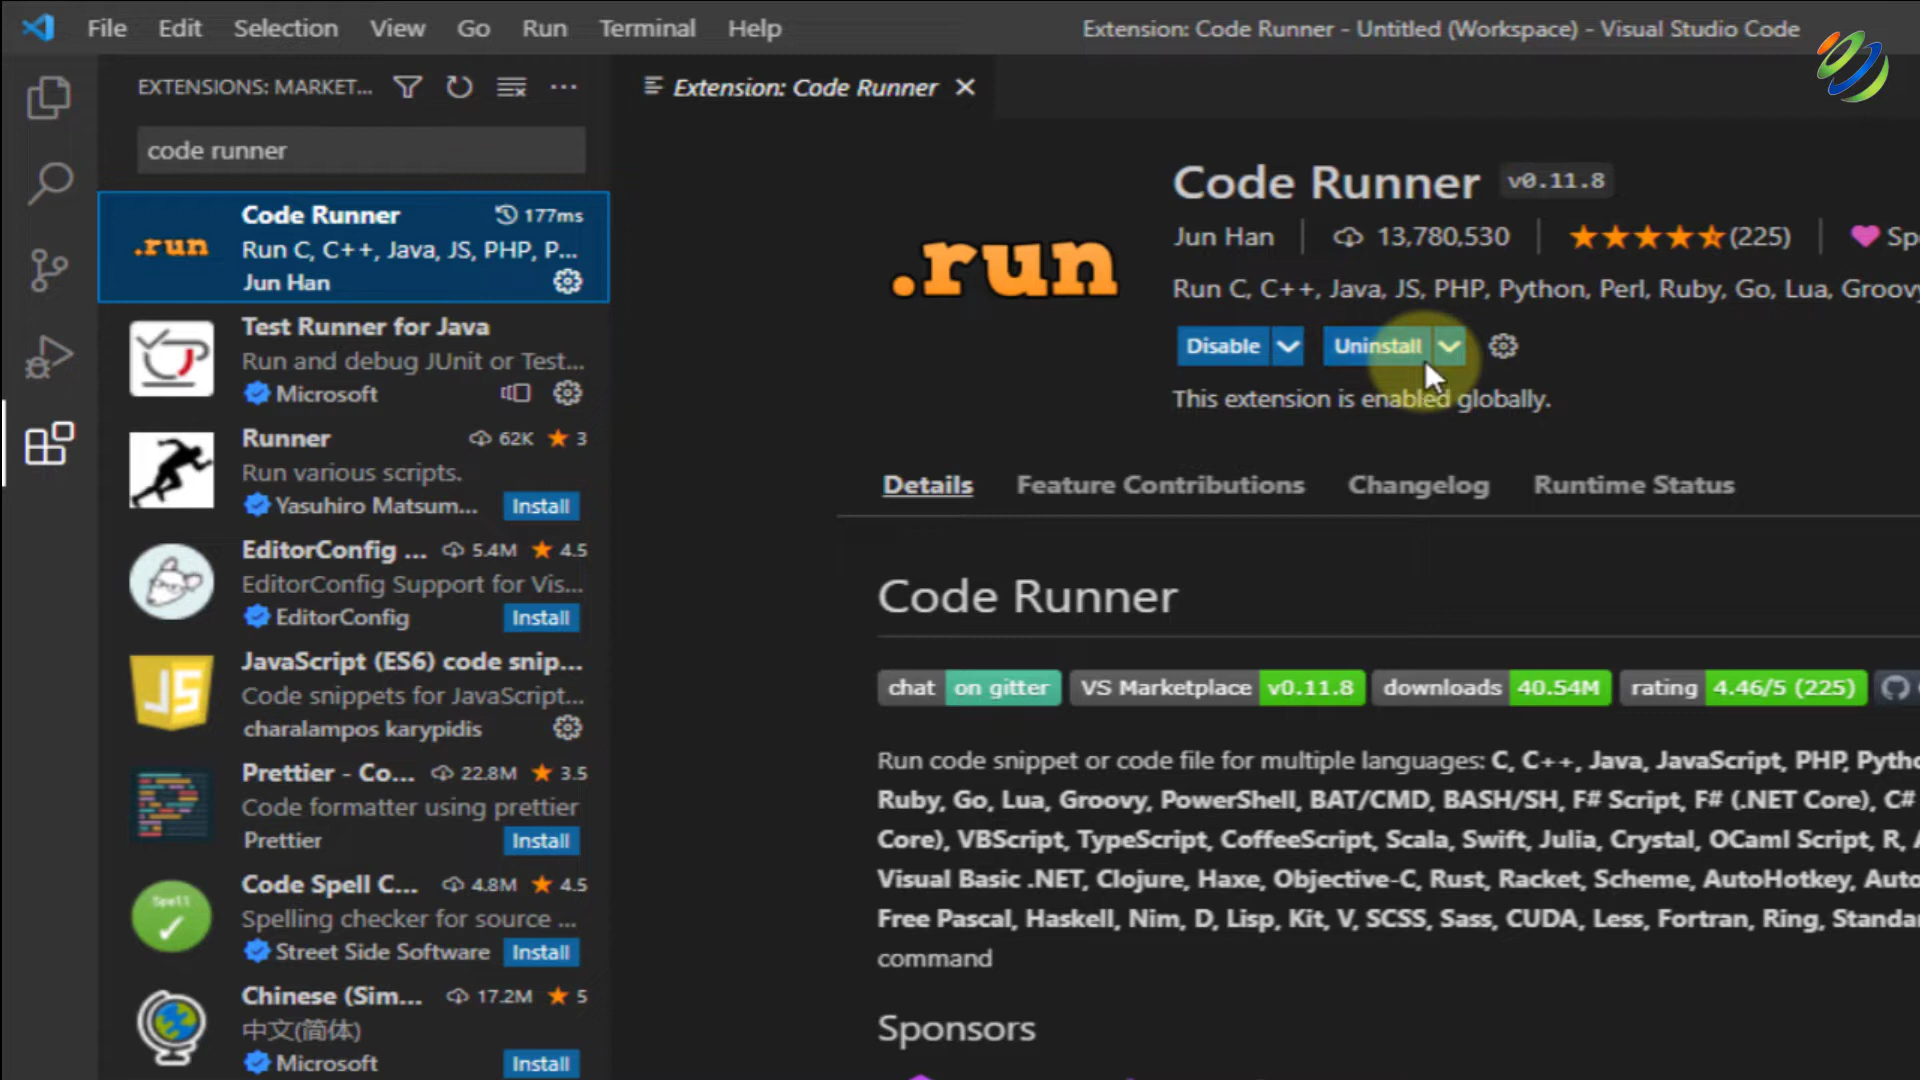 File Edit Selection View Go Run Terminal Help
Extension: Code Runner - Untitled (Workspace) - Visual Studio Code
EXTENSIONS: MARKET...
code runner
.run
Code Runner 177ms
Run C, C++, Java, JS, PHP, P...
Jun Han
Test Runner for Java
Run and debug JUnit or Test...
Microsoft
Runner 62K 3
Run various scripts.
Yasuhiro Matsum... Install
EditorConfig ... 5.4M 4.5
EditorConfig Support for Vis...
EditorConfig Install
JS
JavaScript (ES6) code snip...
Code snippets for JavaScript...
charalampos karypidis
Prettier - Co... 22.8M 3.5
Code formatter using prettier
Prettier Install
Spell
Code Spell C... 4.8M 4.5
Spelling checker for source ...
Street Side Software Install
Chinese (Sim... 17.2M 5
中文(简体)
Microsoft Install
Extension: Code Runner
.run
Code Runner v0.11.8
Jun Han 13,780,530 (225) Sp
Run C, C++, Java, JS, PHP, Python, Perl, Ruby, Go, Lua, Groovy
Disable Uninstall
This extension is enabled globally.
Details Feature Contributions Changelog Runtime Status
Code Runner
chat on gitter VS Marketplace v0.11.8 downloads 40.54M rating 4.46/5 (225)
Run code snippet or code file for multiple languages: C, C++, Java, JavaScript, PHP, Pytho
Ruby, Go, Lua, Groovy, PowerShell, BAT/CMD, BASH/SH, F# Script, F# (.NET Core), C#
Core), VBScript, TypeScript, CoffeeScript, Scala, Swift, Julia, Crystal, OCaml Script, R,
Visual Basic .NET, Clojure, Haxe, Objective-C, Rust, Racket, Scheme, AutoHotkey, Auto
Free Pascal, Haskell, Nim, D, Lisp, Kit, V, SCSS, Sass, CUDA, Less, Fortran, Ring, Standar
command
Sponsors